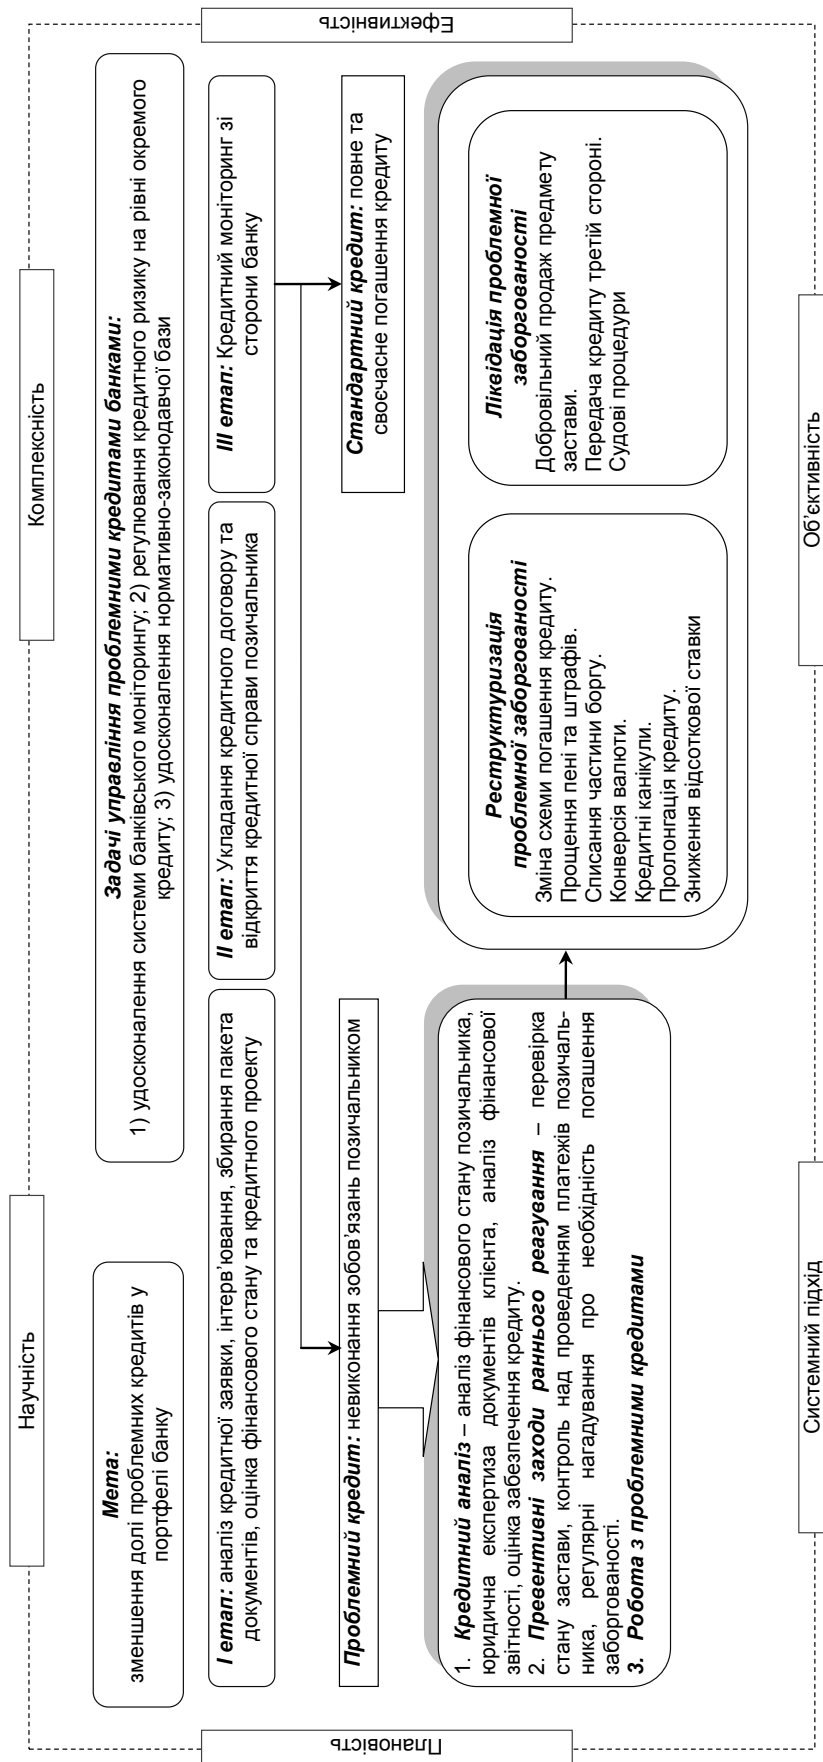 Научність
Комплексність
Плановість
Ефективність
Мета:
зменшення долі проблемних кредитів у
портфелі банку
Задачі управління проблемними кредитами банками:
1) удосконалення системи банківського моніторингу; 2) регулювання кредитного ризику на рівні окремого
кредиту; 3) удосконалення нормативно-законодавчої бази
І етап: аналіз кредитної заявки, інтерв'ювання, збирання пакета
документів, оцінка фінансового стану та кредитного проекту
ІІ етап: Укладання кредитного договору та
відкриття кредитної справи позичальника
ІІІ етап: Кредитний моніторинг зі
сторони банку
Проблемний кредит: невиконання зобов'язань позичальником
Стандартний кредит: повне та
своєчасне погашення кредиту
1. Кредитний аналіз – аналіз фінансового стану позичальника,
юридична експертиза документів клієнта, аналіз фінансової
звітності, оцінка забезпечення кредиту.
2. Превентивні заходи раннього реагування – перевірка
стану застави, контроль над проведенням платежів позичаль-
ника, регулярні нагадування про необхідність погашення
заборгованості.
3. Робота з проблемними кредитами
Реструктуризація
проблемної заборгованості
Зміна схеми погашення кредиту.
Прощення пені та штрафів.
Списання частини боргу.
Конверсія валюти.
Кредитні канікули.
Пролонгація кредиту.
Зниження відсоткової ставки
Ліквідація проблемної
заборгованості
Добровільний продаж предмету
застави.
Передача кредиту третій стороні.
Судові процедури
Системний підхід
Об'єктивність